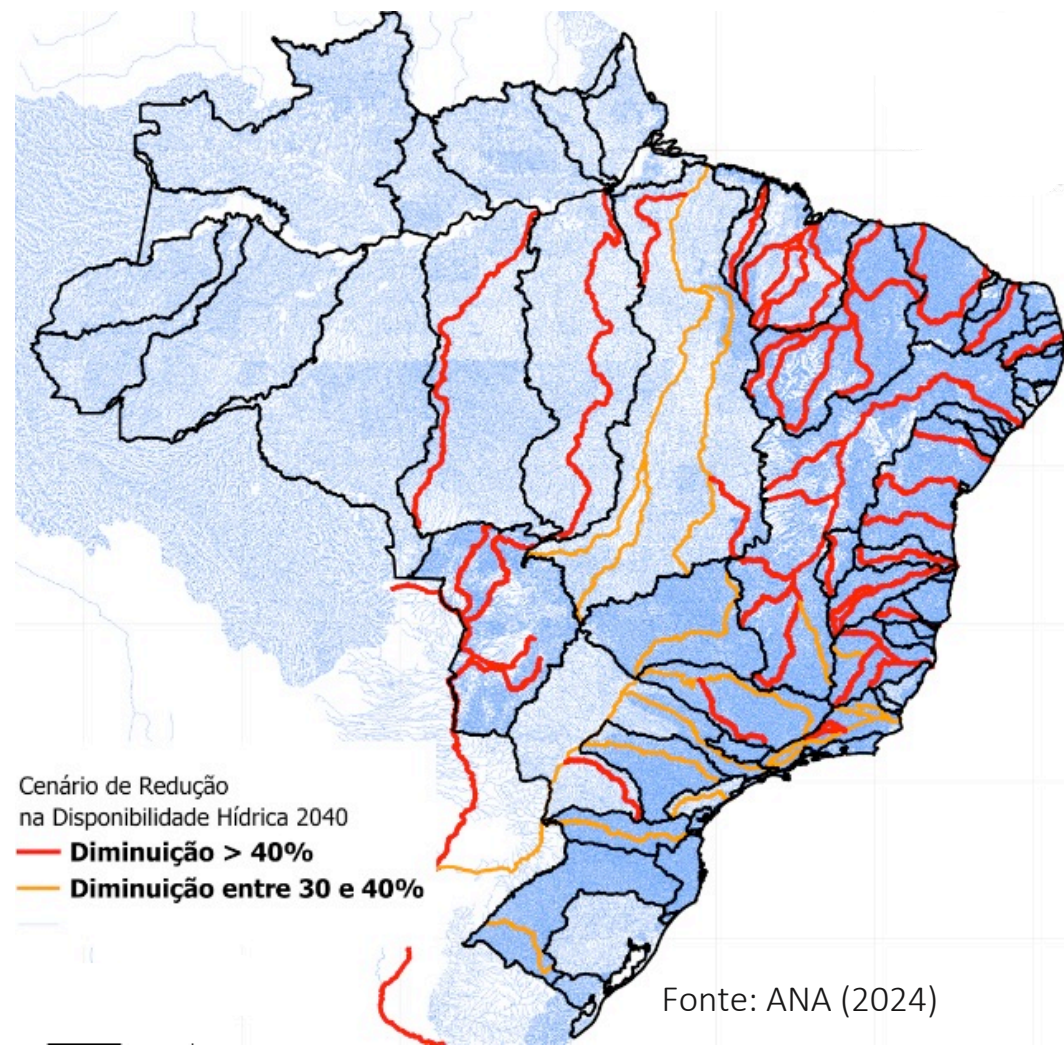 Cenário de Redução
na Disponibilidade Hídrica 2040
Diminuição > 40%
Diminuição entre 30 e 40%
Fonte: ANA (2024)